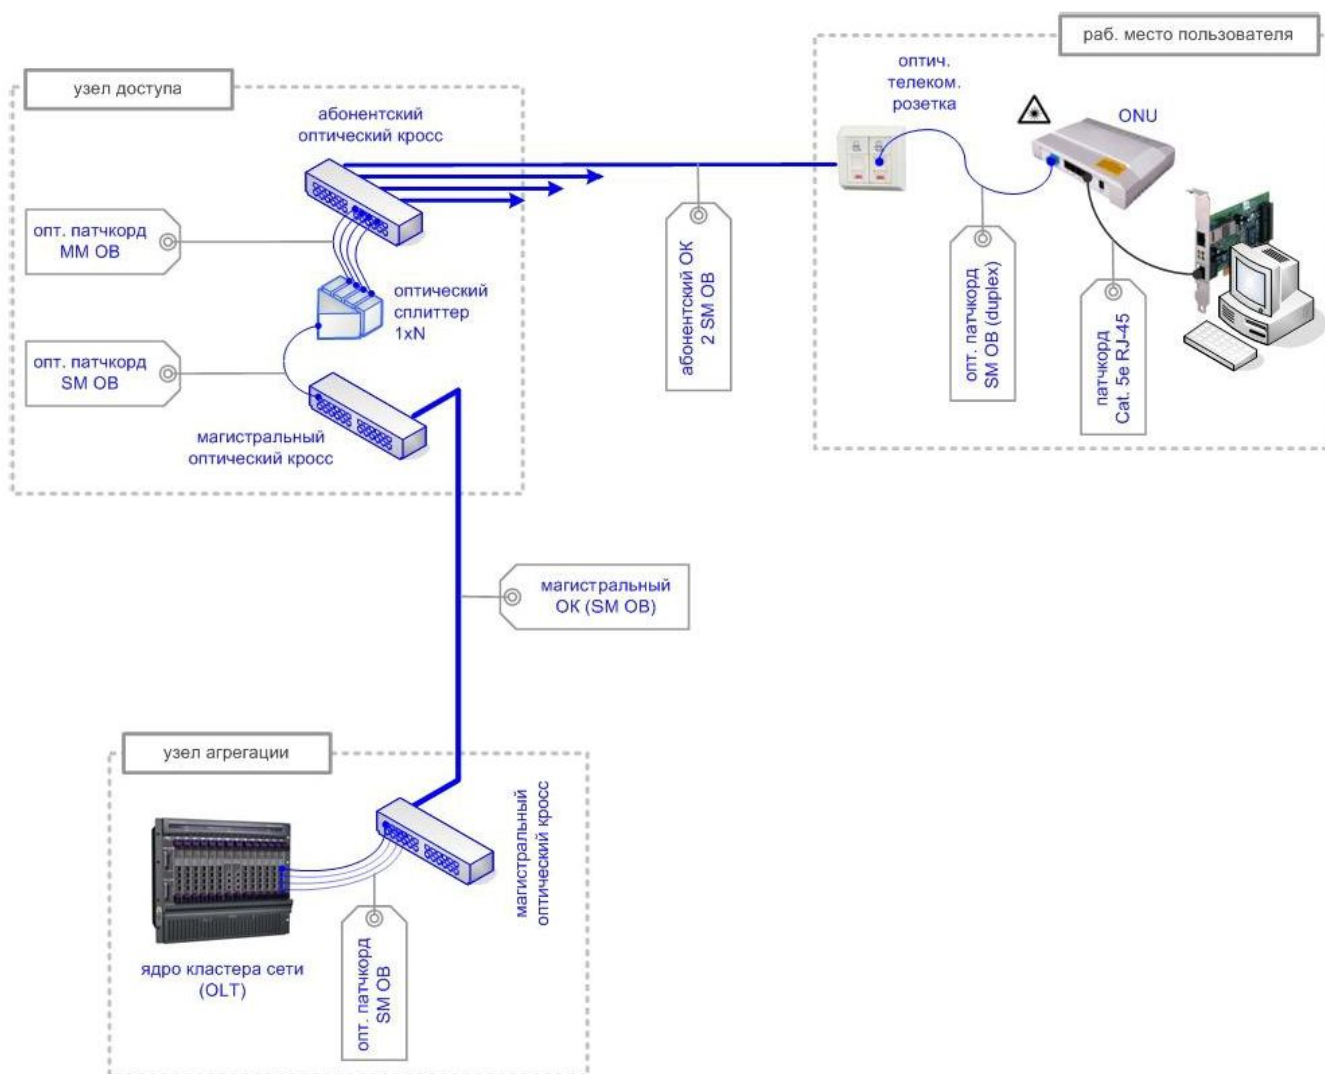 раб. место пользователя
узел доступа
оптич.
телеком.
розетка
абонентский
оптический кросс
ONU
опт. патчкорд
ММ ОВ
оптический
сплиттер
1xN
абонентский ОК
2 SM ОВ
опт. патчкорд
SM ОВ (duplex)
патчкорд
Cat. 5e RJ-45
опт. патчкорд
SM ОВ
магистральный
оптический кросс
магистральный
ОК (SM ОВ)
узел агрегации
магистральный
оптический кросс
ядро кластера сети
(OLT)
опт. патчкорд
SM ОВ